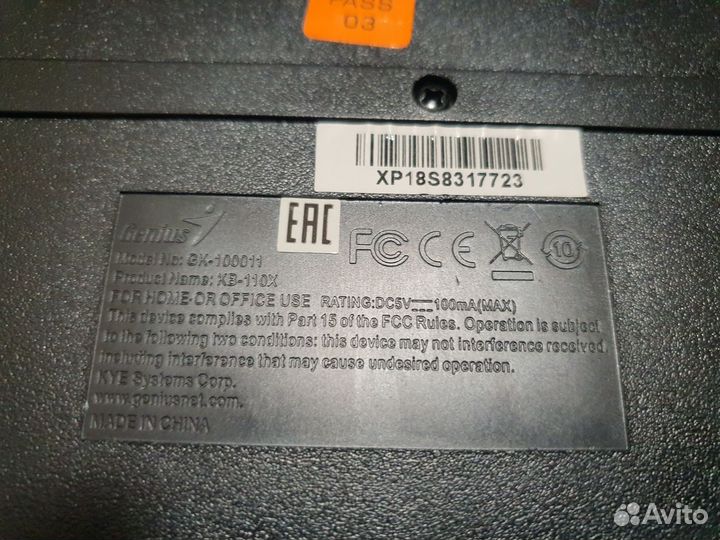 PASS
03
XP18S8317723
Genius
EAC
FC CE
10
Model No: GK-100011
Product Name: KB-110X
FOR HOME OR OFFICE USE RATING:DC5V⎓100mA(MAX)
This device complies with Part 15 of the FCC Rules. Operation is subject
to the following two conditions: this device may not interference received,
including interference that may cause undesired operation.
KYE Systems Corp.
www.geniusnet.com.
MADE IN CHINA
Avito